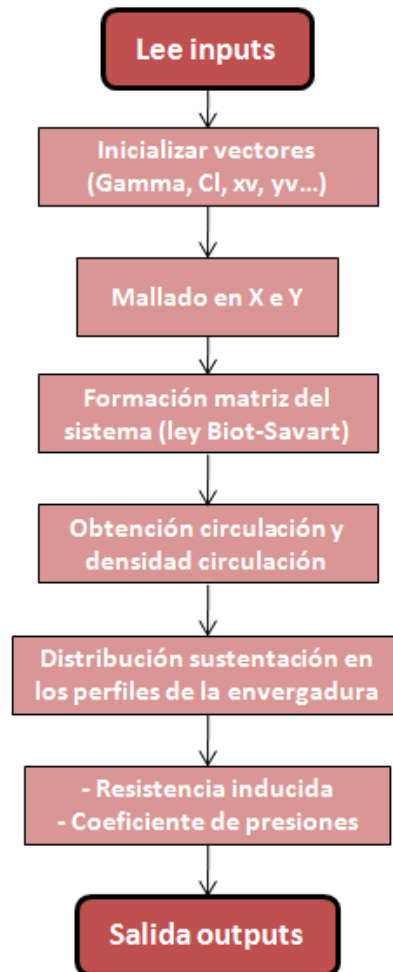 Lee inputs
Inicializar vectores
(Gamma, Cl, xv, yv...)
Mallado en X e Y
Formación matriz del
sistema (ley Biot-Savart)
Obtención circulación y
densidad circulación
Distribución sustentación en
los perfiles de la envergadura
- Resistencia inducida
- Coeficiente de presiones
Salida outputs